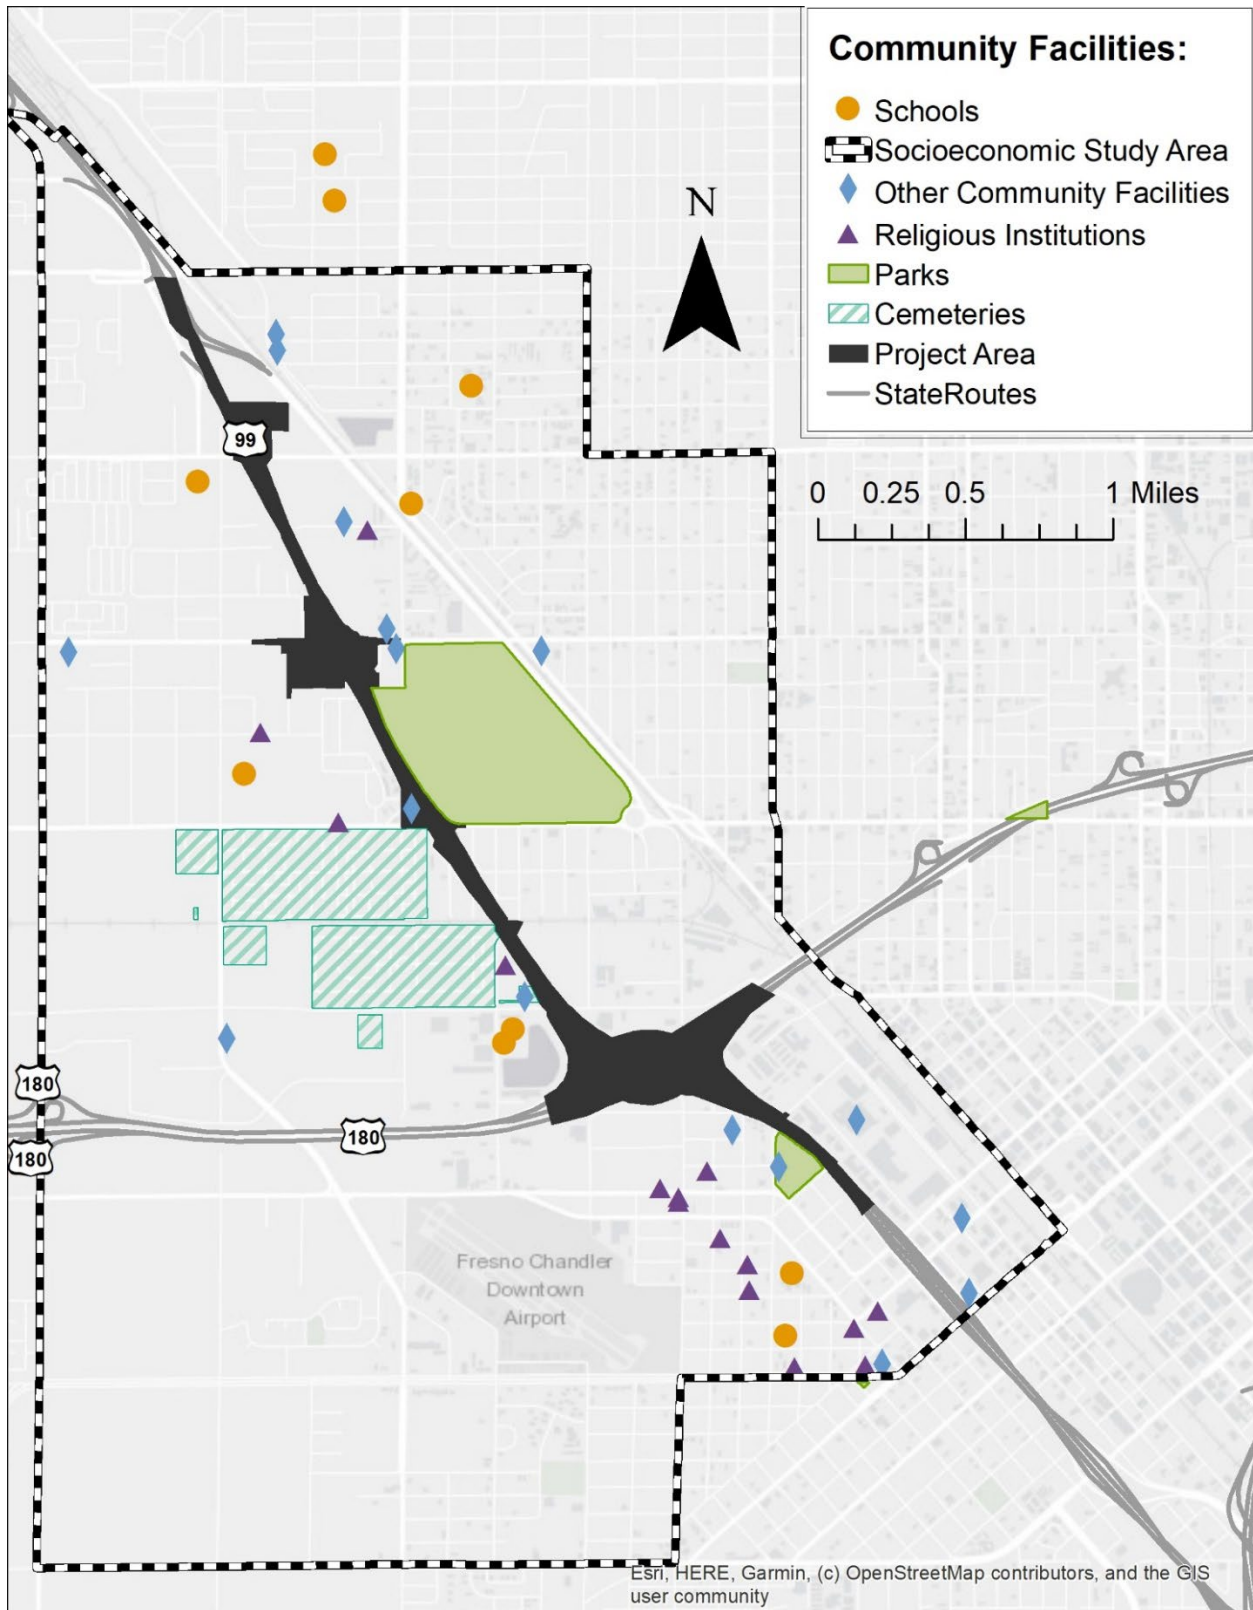 Community Facilities:
Schools
Socioeconomic Study Area
Other Community Facilities
Religious Institutions
Parks
Cemeteries
Project Area
StateRoutes
N
0 0.25 0.5 1 Miles
99
180
180
180
Fresno Chandler
Downtown
Airport
Esri, HERE, Garmin, (c) OpenStreetMap contributors, and the GIS
user community